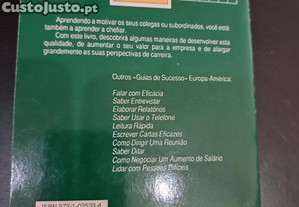 CustoJusto.pt
Aprendendo a motivar os seus colegas ou subordinados, você está
também a aprender a chefiar.
Com este livro, descobrirá algumas maneiras de desenvolver esta
qualidade, de aumentar o seu valor para a empresa e de alargar
grandemente as suas perspectivas de carreira.
Outros «Guias de Sucesso» Europa-América:
Falar com Eficácia
Saber Entrevistar
Elaborar Relatórios
Saber Usar o Telefone
Leitura Rápida
Escrever Cartas Eficazes
Como Dirigir Uma Reunião
Saber Ditar
Como Negociar Um Aumento de Salário
Lidar com Pessoas Difíceis
ISBN 972-1-03539-4